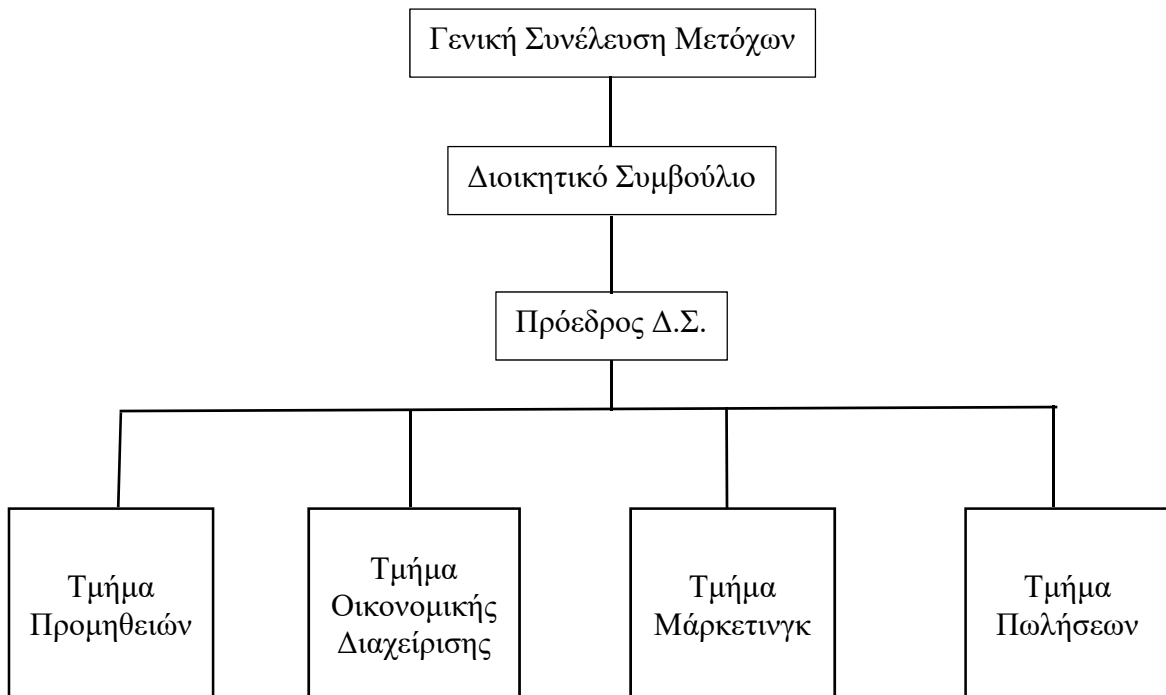 Γενική Συνέλευση Μετόχων
Διοικητικό Συμβούλιο
Πρόεδρος Δ.Σ.
Τμήμα
Προμηθειών
Τμήμα
Οικονομικής
Διαχείρισης
Τμήμα
Μάρκετινγκ
Τμήμα
Πωλήσεων